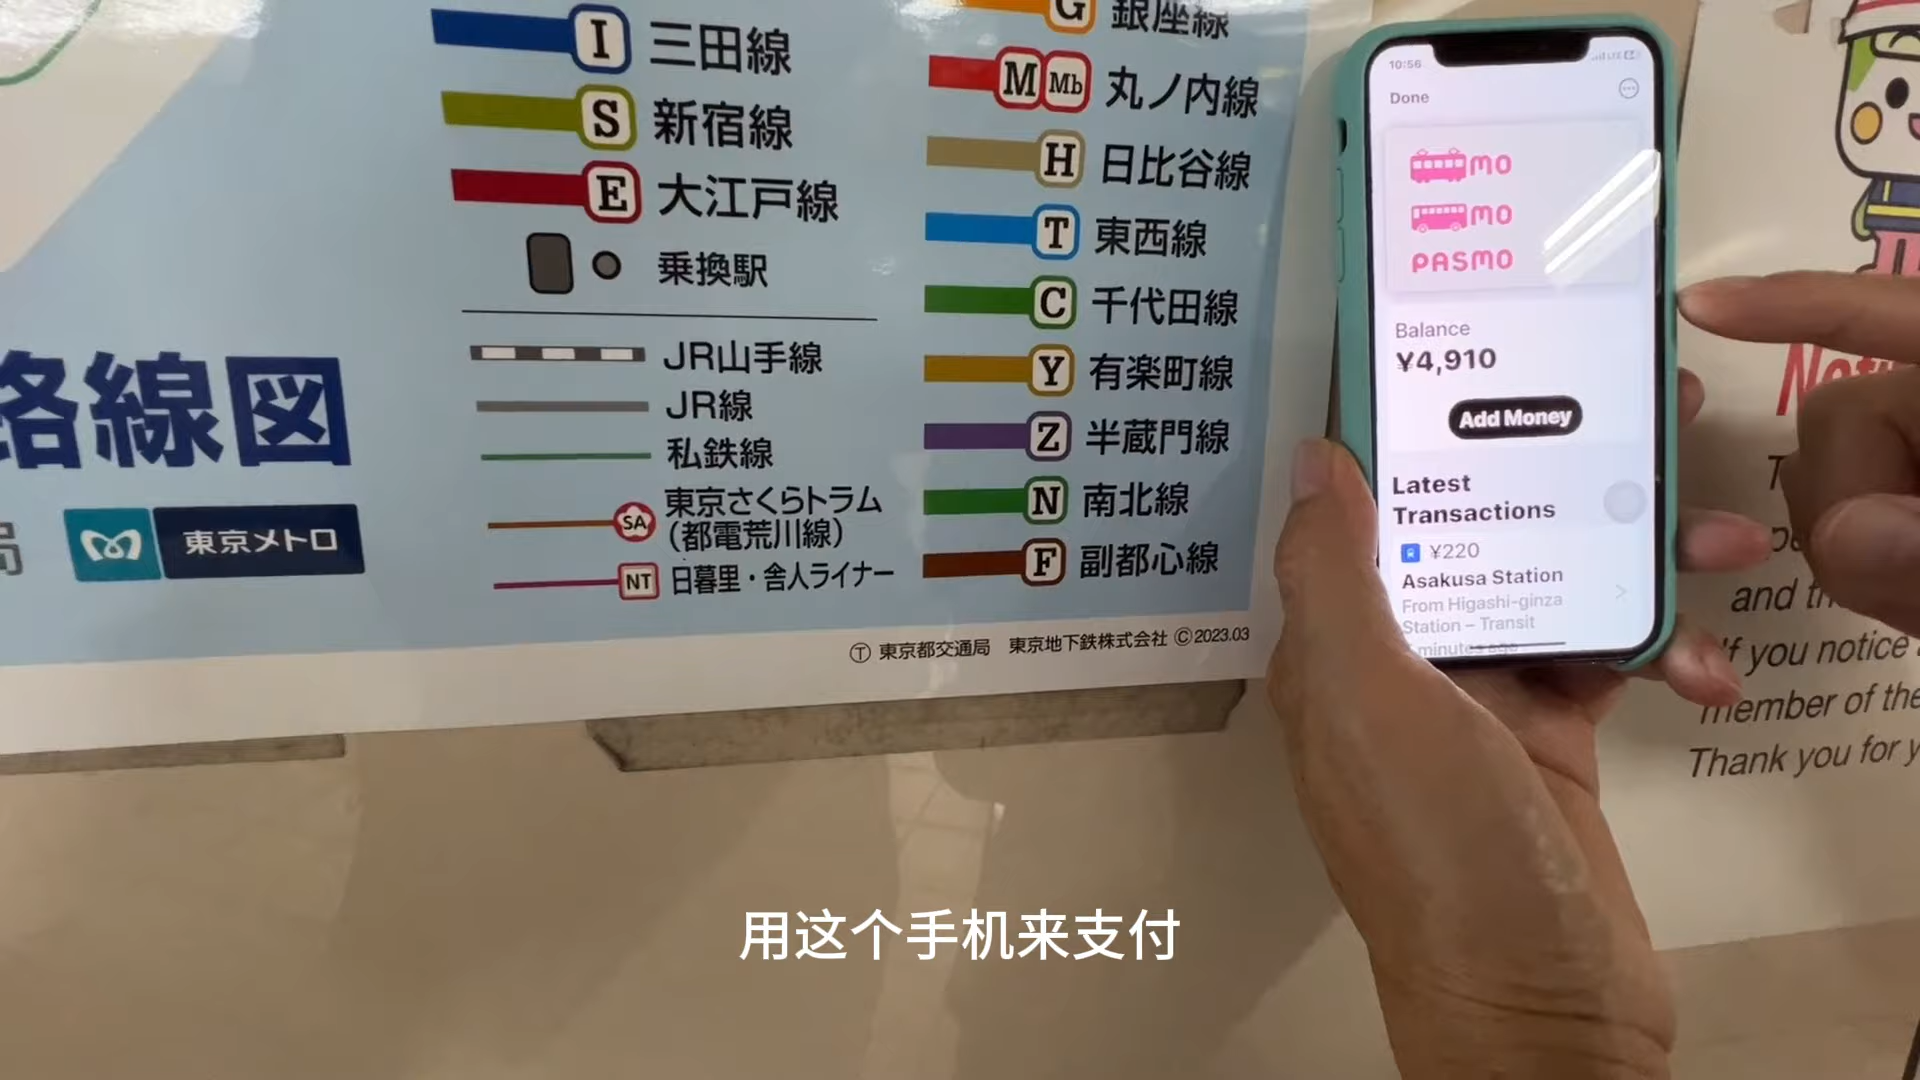 I 三田線
S 新宿線
E 大江戸線
乗換駅
JR山手線
JR線
私鉄線
SA 東京さくらトラム
(都電荒川線)
NT 日暮里・舎人ライナー
G 銀座線
M Mb 丸ノ内線
H 日比谷線
T 東西線
C 千代田線
Y 有楽町線
Z 半蔵門線
N 南北線
F 副都心線
路線図
局
東京メトロ
Ⓣ 東京都交通局 東京地下鉄株式会社 Ⓒ2023.03
10:56
Done
MO
MO
PASMO
Balance
¥4,910
Add Money
Latest
Transactions
¥220
Asakusa Station
From Higashi-ginza
Station – Transit
minutes ago
and
If you notice
member of the
Thank you for
用这个手机来支付